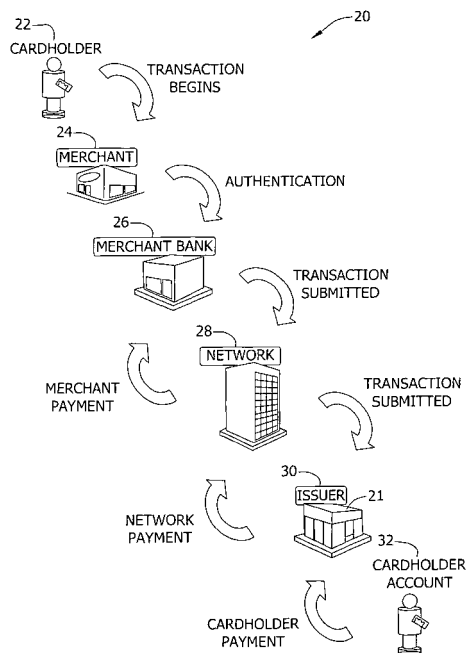 22
20
CARDHOLDER
TRANSACTION
BEGINS
24
MERCHANT
AUTHENTICATION
26
MERCHANT BANK
TRANSACTION
SUBMITTED
28
NETWORK
MERCHANT
PAYMENT
TRANSACTION
SUBMITTED
30
ISSUER
21
NETWORK
PAYMENT
32
CARDHOLDER
ACCOUNT
CARDHOLDER
PAYMENT